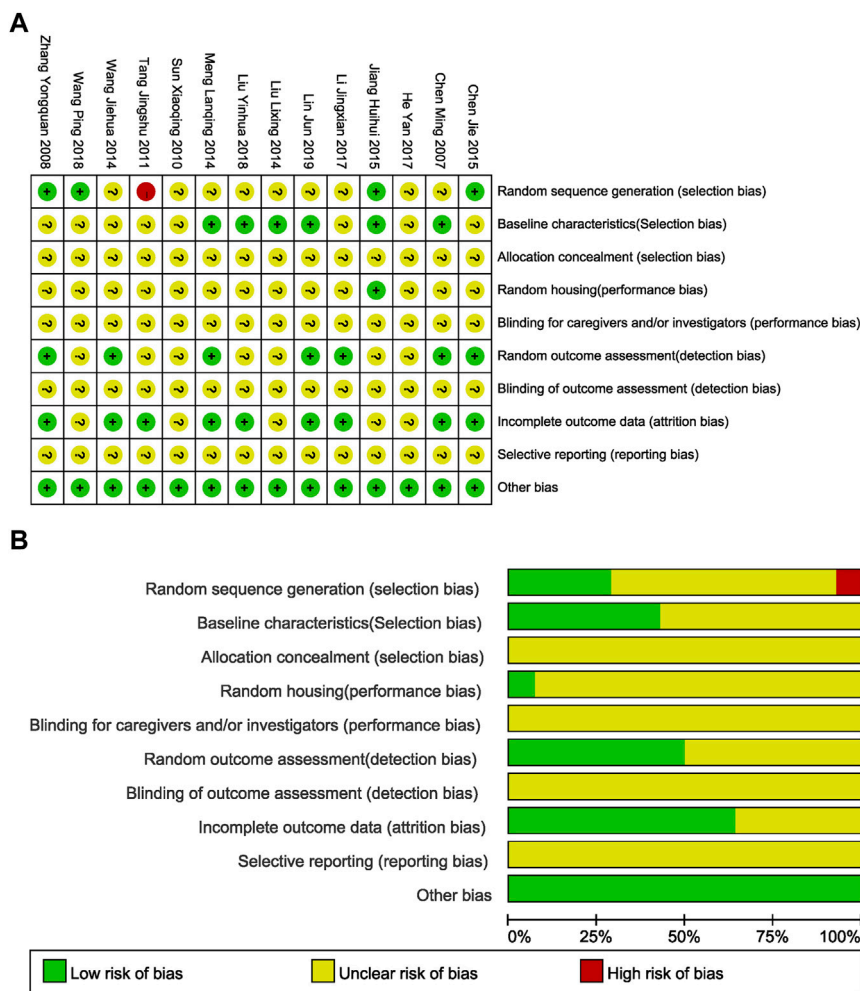 A
Zhang Yongquan 2008
Wang Ping 2018
Wang Jiehua 2014
Tang Jingshu 2011
Sun Xiaoqing 2010
Meng Lanqing 2014
Liu Yinhua 2018
Liu Lixing 2014
Lin Jun 2019
Li Jingxian 2017
Jiang Huihui 2015
He Yan 2017
Chen Ming 2007
Chen Jie 2015
+ + ? - ? ? ? ? ? ? + ? ? + Random sequence generation (selection bias)
? ? ? ? ? + + + + ? + ? + ? Baseline characteristics(Selection bias)
? ? ? ? ? ? ? ? ? ? ? ? ? ? Allocation concealment (selection bias)
? ? ? ? ? ? ? ? ? ? + ? ? ? Random housing(performance bias)
? ? ? ? ? ? ? ? ? ? ? ? ? ? Blinding for caregivers and/or investigators (performance bias)
+ ? + ? ? + ? ? + + ? ? + + Random outcome assessment(detection bias)
? ? ? ? ? ? ? ? ? ? ? ? ? ? Blinding of outcome assessment (detection bias)
+ ? + + ? + + ? + + ? ? + + Incomplete outcome data (attrition bias)
? ? ? ? ? ? ? ? ? ? ? ? ? ? Selective reporting (reporting bias)
+ + + + + + + + + + + + + + Other bias
B
Random sequence generation (selection bias)
Baseline characteristics(Selection bias)
Allocation concealment (selection bias)
Random housing(performance bias)
Blinding for caregivers and/or investigators (performance bias)
Random outcome assessment(detection bias)
Blinding of outcome assessment (detection bias)
Incomplete outcome data (attrition bias)
Selective reporting (reporting bias)
Other bias
0% 25% 50% 75% 100%
Low risk of bias Unclear risk of bias High risk of bias